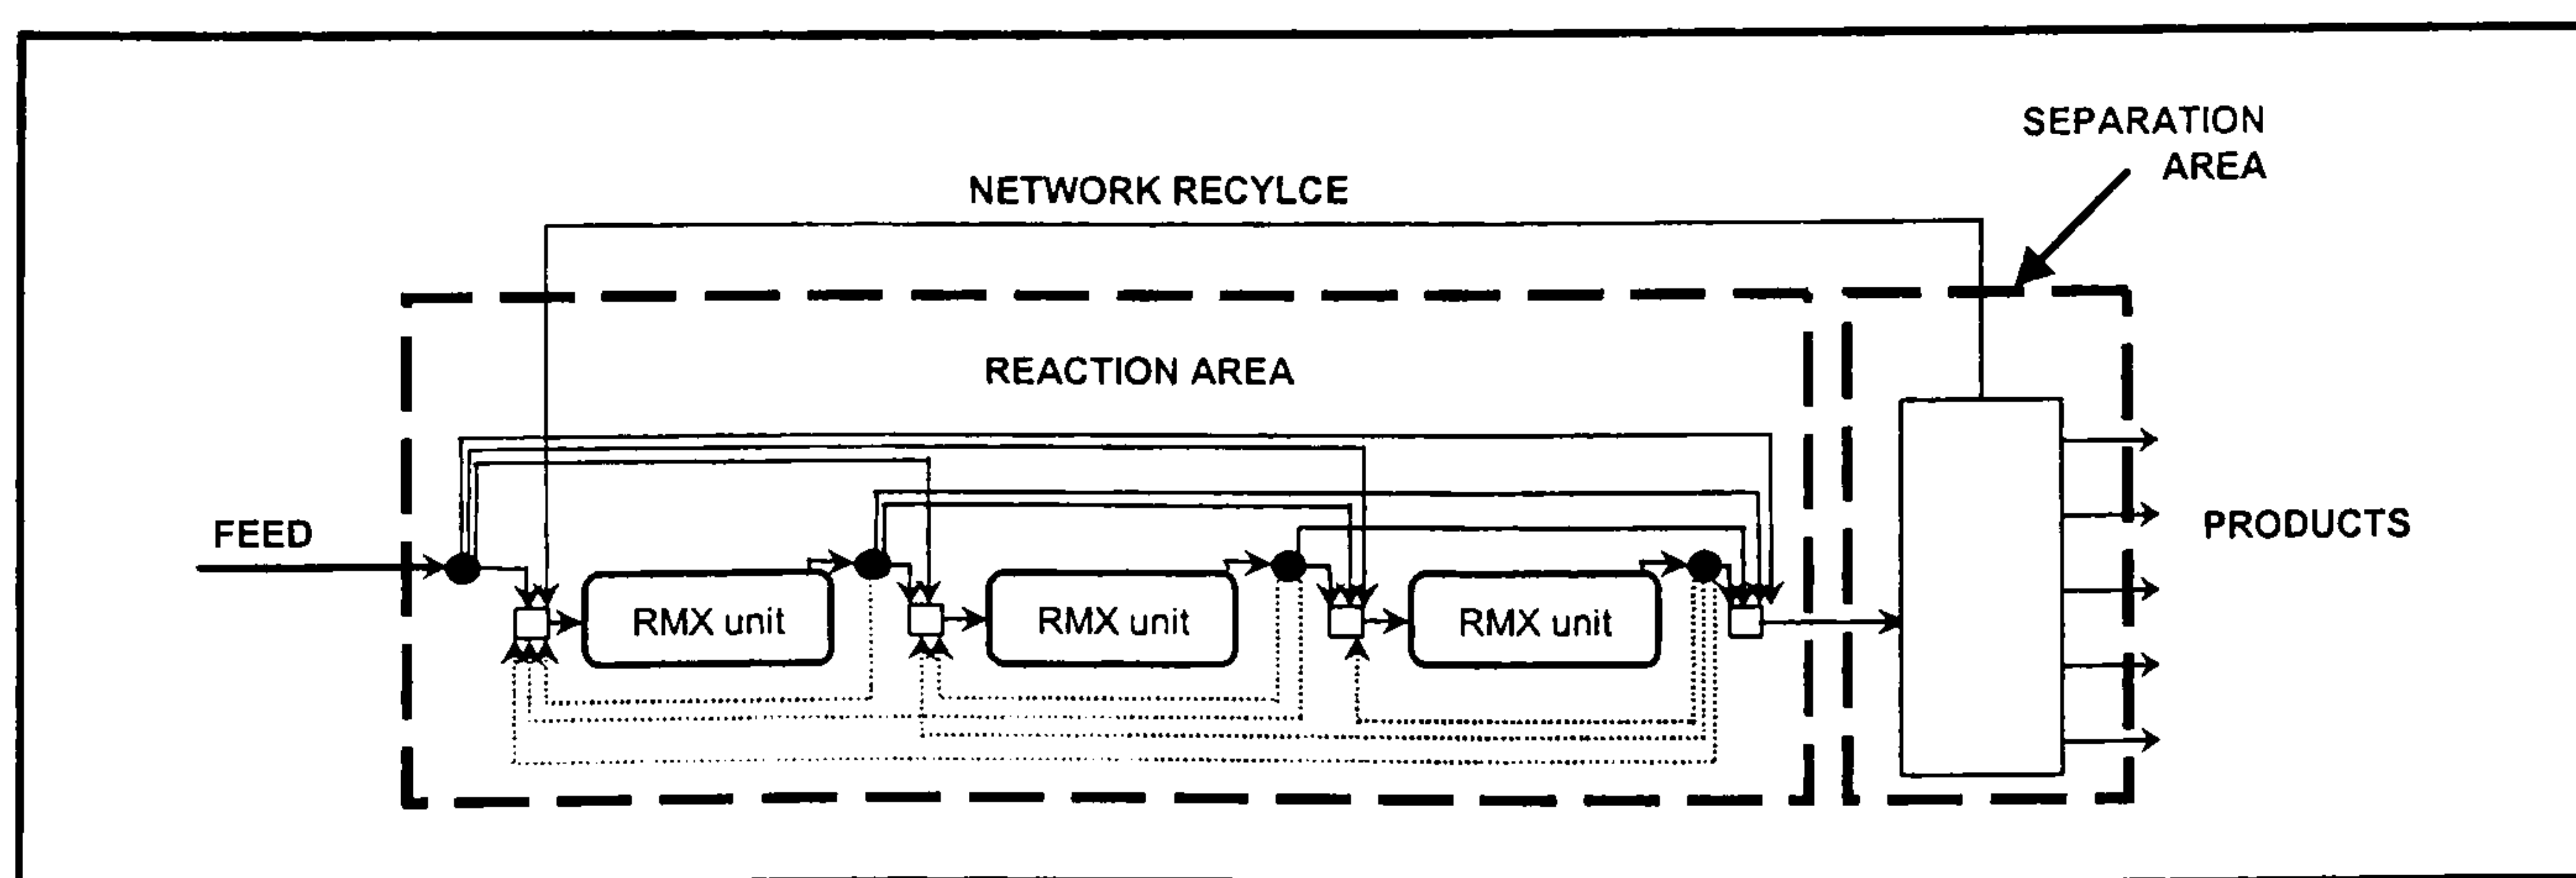 SEPARATION
AREA
NETWORK RECYLCE
REACTION AREA
FEED
PRODUCTS
RMX unit
RMX unit
RMX unit